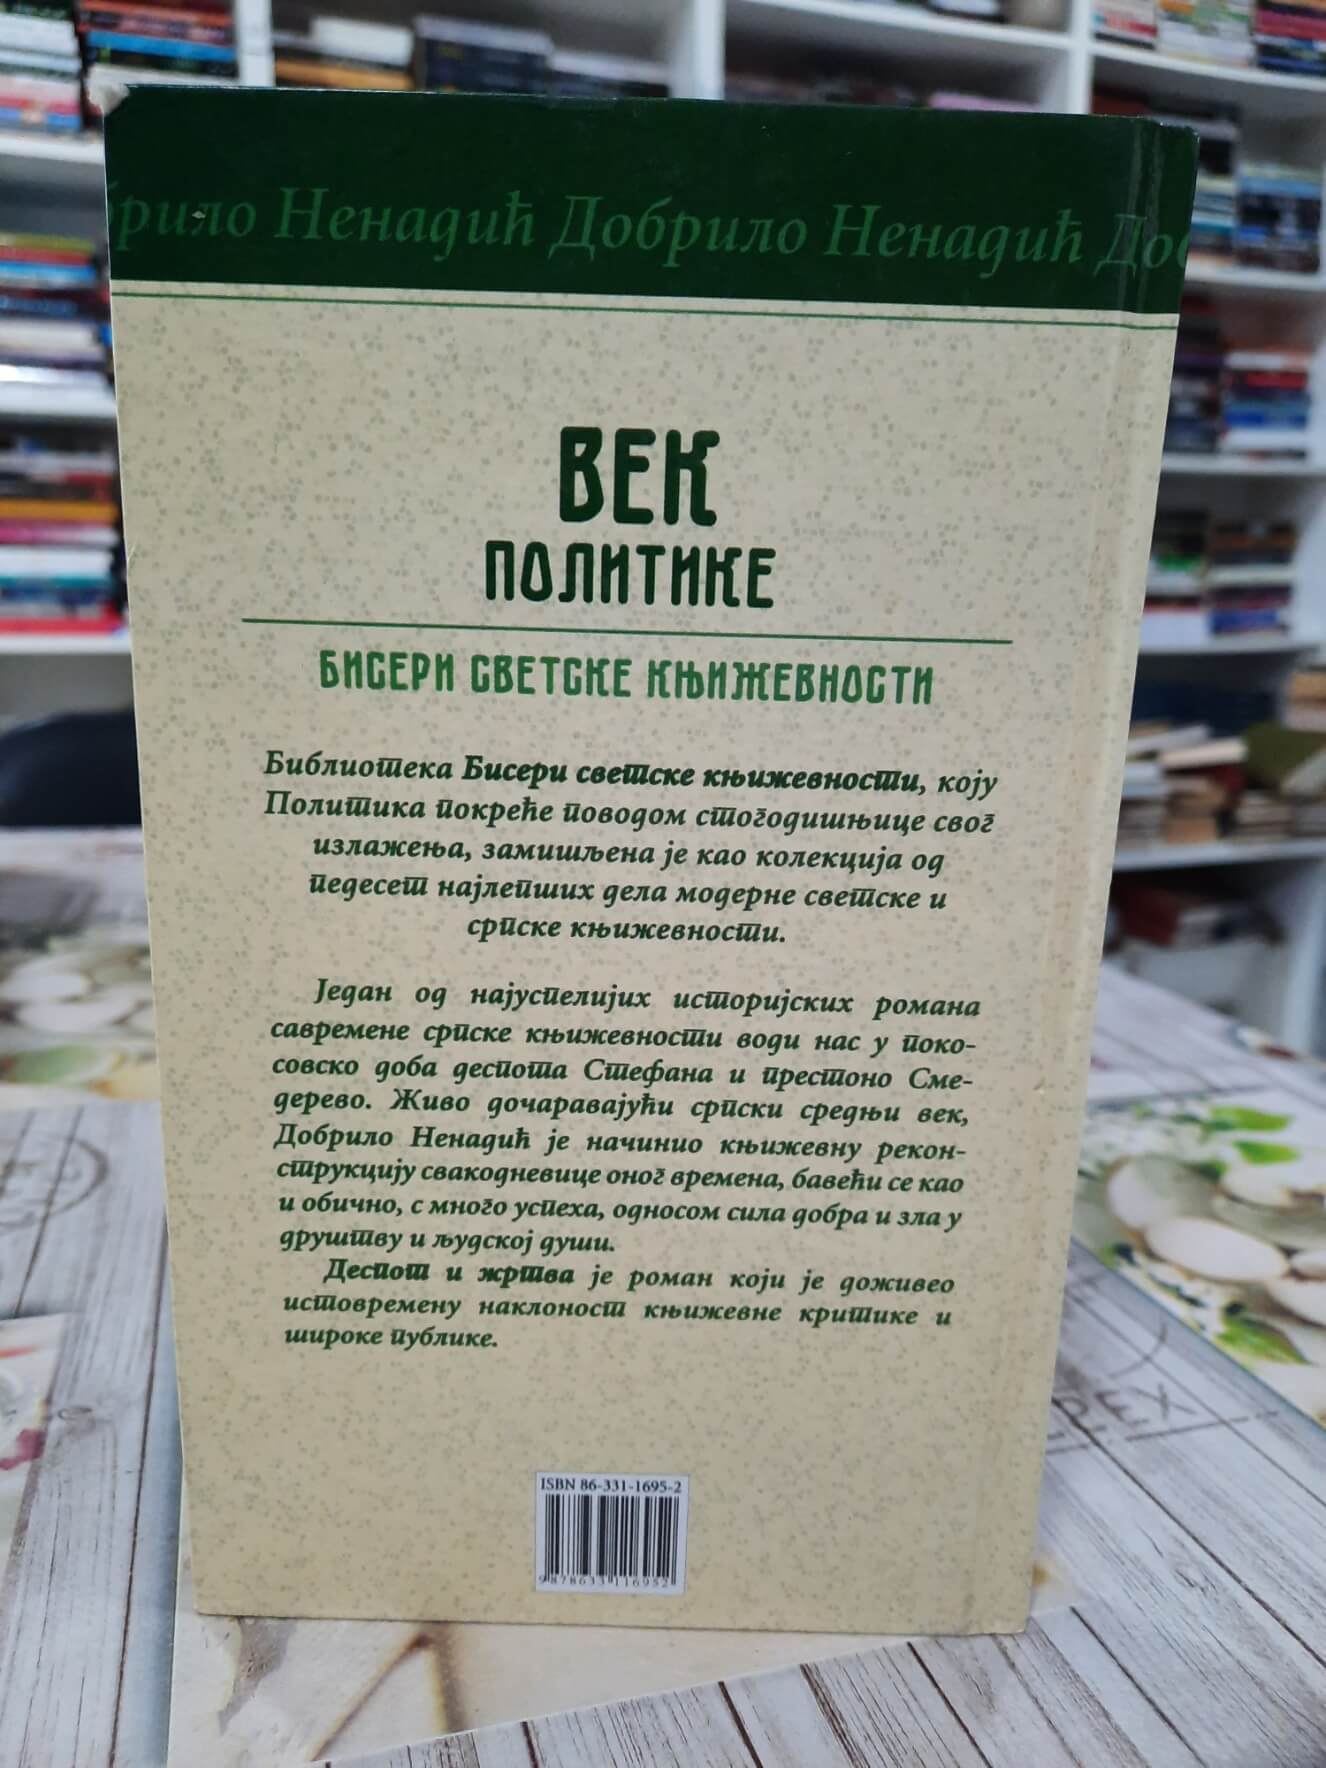 брило Ненадић Добрило Ненадић Доб
ВЕК
ПОЛИТИКЕ
БИСЕРИ СВЕТСКЕ КЊИЖЕВНОСТИ
Библиотека Бисери светске књижевности, коју
Политика покреће поводом стогодишњице свог
излажења, замишљена је као колекција од
педесет најлепших дела модерне светске и
српске књижевности.
Један од најуспелијих историјских романа
савремене српске књижевности води нас у поко-
совско доба деспота Стефана и престоно Сме-
дерево. Живо дочаравајући српски средњи век,
Добрило Ненадић је начинио књижевну рекон-
струкцију свакодневице оног времена, бавећи се као
и обично, с много успеха, односом сила добра и зла у
друштву и људској души.
Деспот и жртва је роман који је доживео
истовремену наклоност књижевне критике и
широке публике.
ISBN 86-331-1695-2
9788633116952